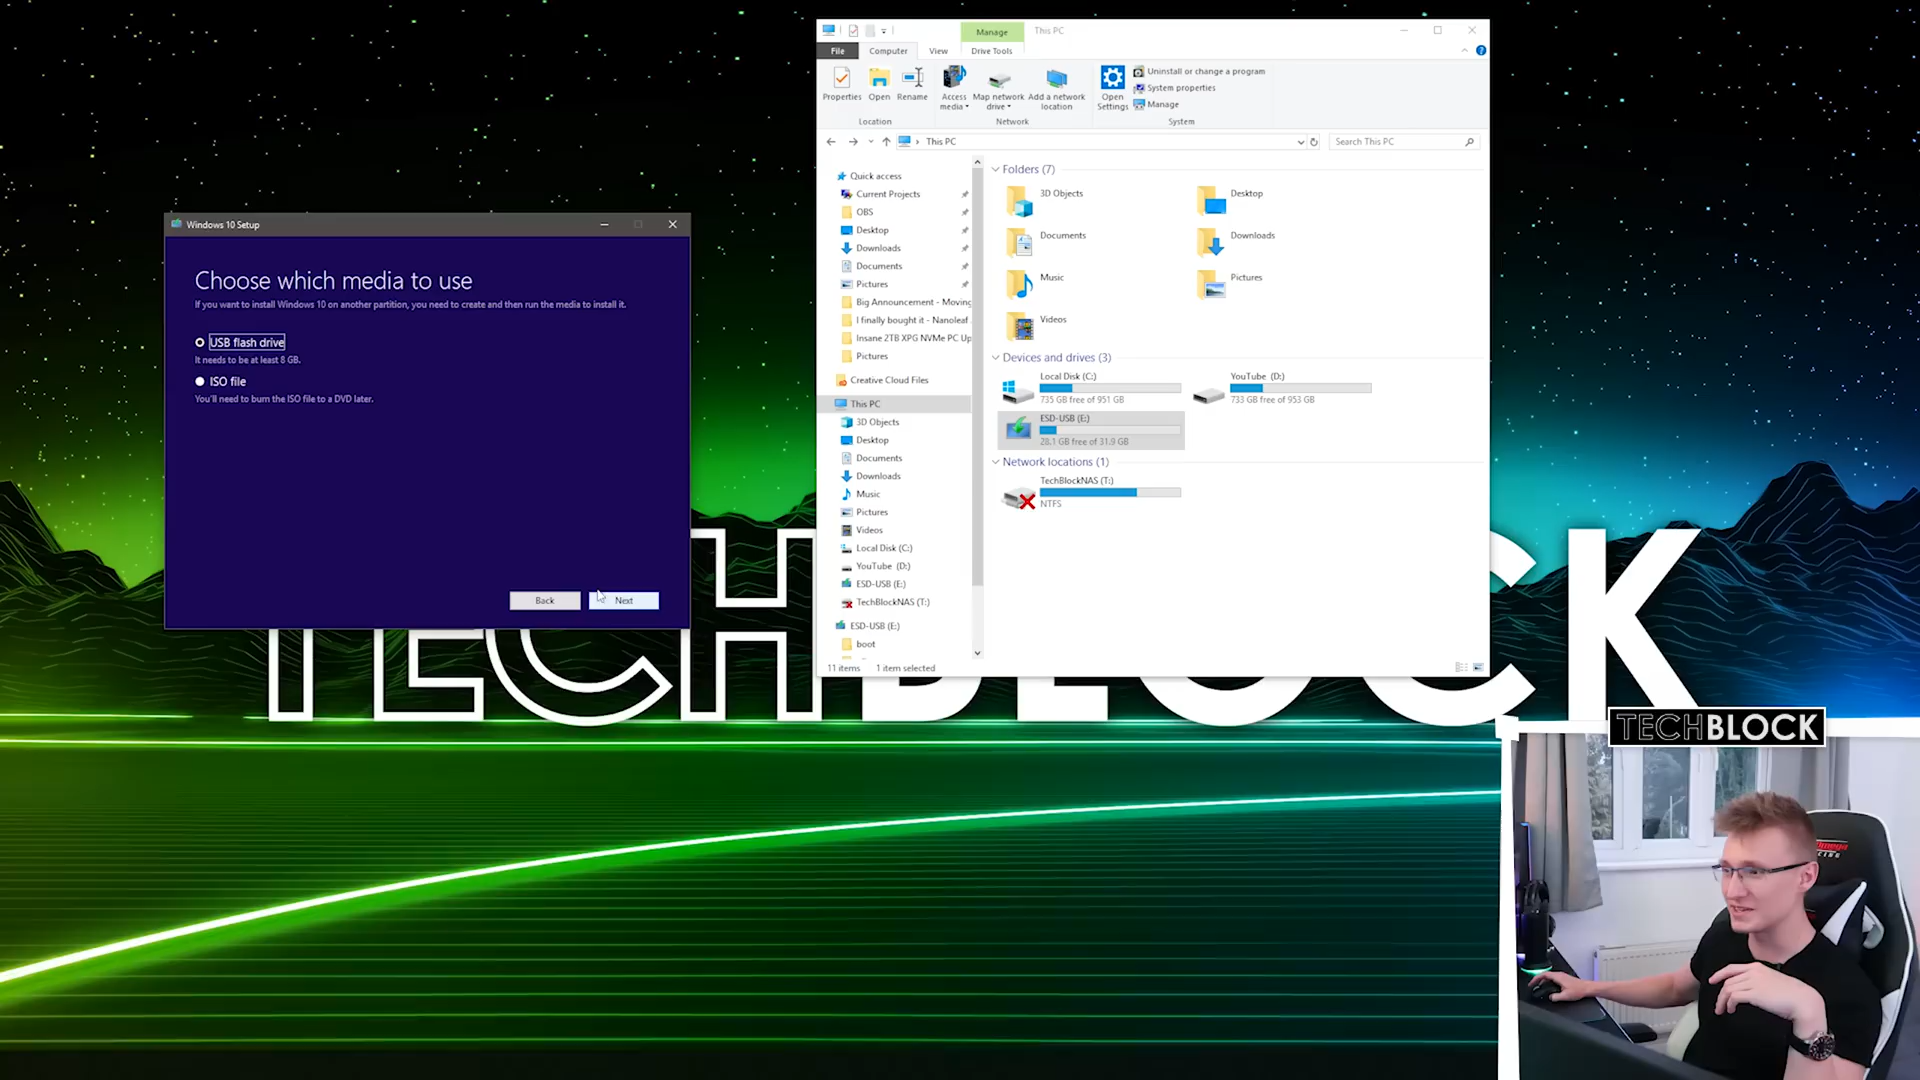 Windows 10 Setup
Choose which media to use
If you want to install Windows 10 on another partition, you need to create and then run the media to install it.
USB flash drive
It needs to be at least 8 GB.
ISO file
You'll need to burn the ISO file to a DVD later.
Back
Next
Manage
This PC
File
Computer
View
Drive Tools
Properties
Open
Rename
Access media
Map network drive
Add a network location
Open Settings
Uninstall or change a program
System properties
Manage
Location
Network
System
This PC
Search This PC
Quick access
Current Projects
OBS
Desktop
Downloads
Documents
Pictures
Big Announcement - Moving
I finally bought it - Nanoleaf
Insane 2TB XPG NVMe PC Up
Pictures
Creative Cloud Files
This PC
3D Objects
Desktop
Documents
Downloads
Music
Pictures
Videos
Local Disk (C:)
YouTube (D:)
ESD-USB (E:)
TechBlockNAS (T:)
ESD-USB (E:)
boot
Folders (7)
3D Objects
Desktop
Documents
Downloads
Music
Pictures
Videos
Devices and drives (3)
Local Disk (C:)
735 GB free of 951 GB
YouTube (D:)
733 GB free of 953 GB
ESD-USB (E:)
28.1 GB free of 31.9 GB
Network locations (1)
TechBlockNAS (T:)
NTFS
11 items
1 item selected
TECHBLOCK
TECHBLOCK